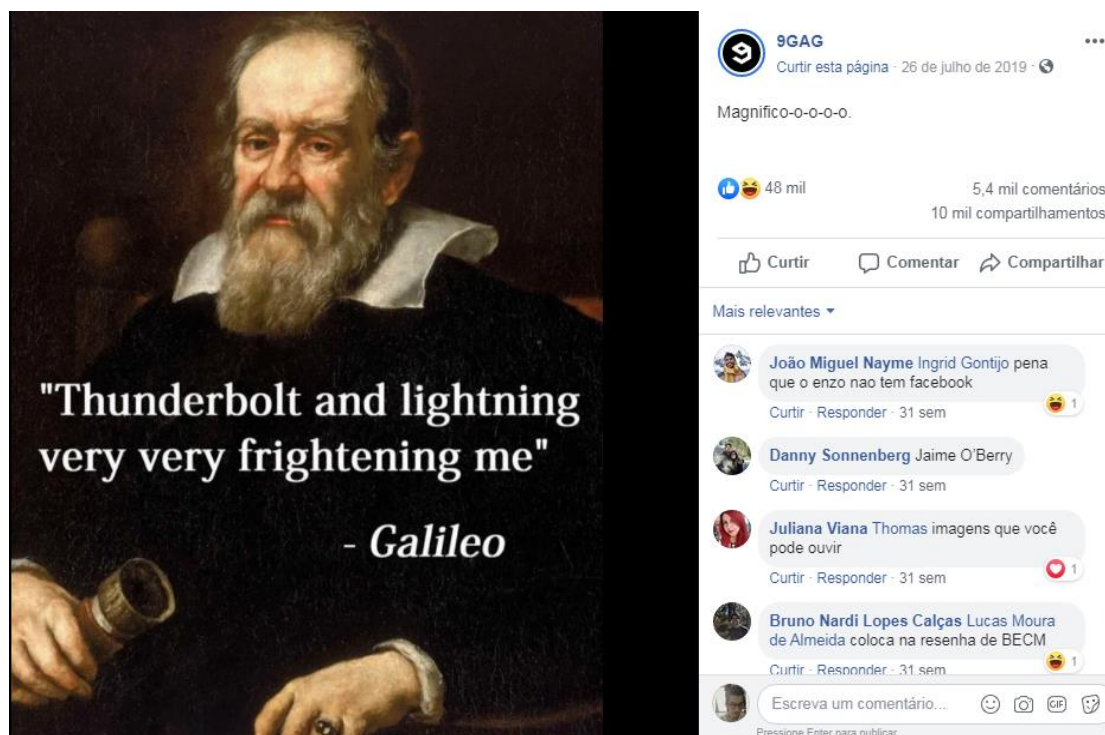 "Thunderbolt and lightning
very very frightening me"
- Galileo
9GAG
Curtir esta página · 26 de julho de 2019 ·
Magnifico-o-o-o-o.
48 mil
5,4 mil comentários
10 mil compartilhamentos
Curtir Comentar Compartilhar
Mais relevantes
João Miguel Nayme Ingrid Gontijo pena
que o enzo nao tem facebook
1
Curtir · Responder · 31 sem
Danny Sonnenberg Jaime O'Berry
Curtir · Responder · 31 sem
Juliana Viana Thomas imagens que você
pode ouvir
1
Curtir · Responder · 31 sem
Bruno Nardi Lopes Calças Lucas Moura
de Almeida coloca na resenha de BECM
1
Curtir · Responder · 31 sem
Escreva um comentário...
GIF
Pressione Enter para publicar.